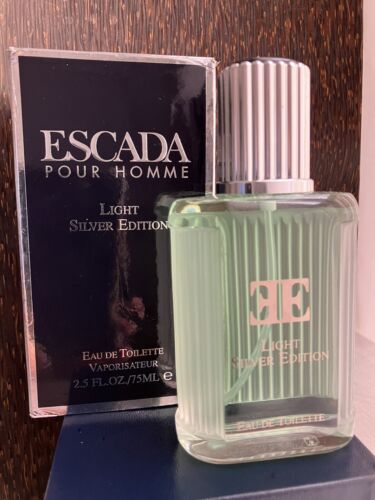 ESCADA
POUR HOMME
LIGHT
SILVER EDITION
EAU DE TOILETTE
VAPORISATEUR
2.5 FL.OZ./75ML e
EE
LIGHT
SILVER EDITION
EAU DE TOILETTE